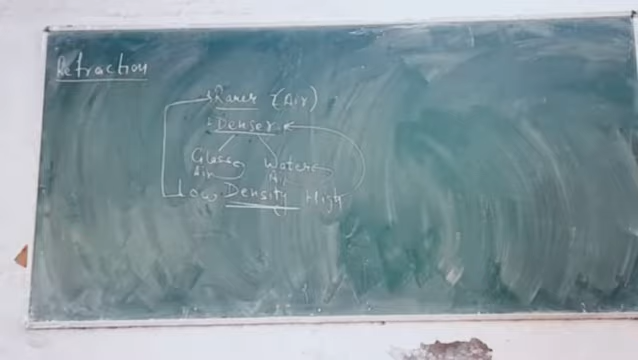 Refraction
Rarer (Air)
Denser
Glass Water
Air Air
Low Density High